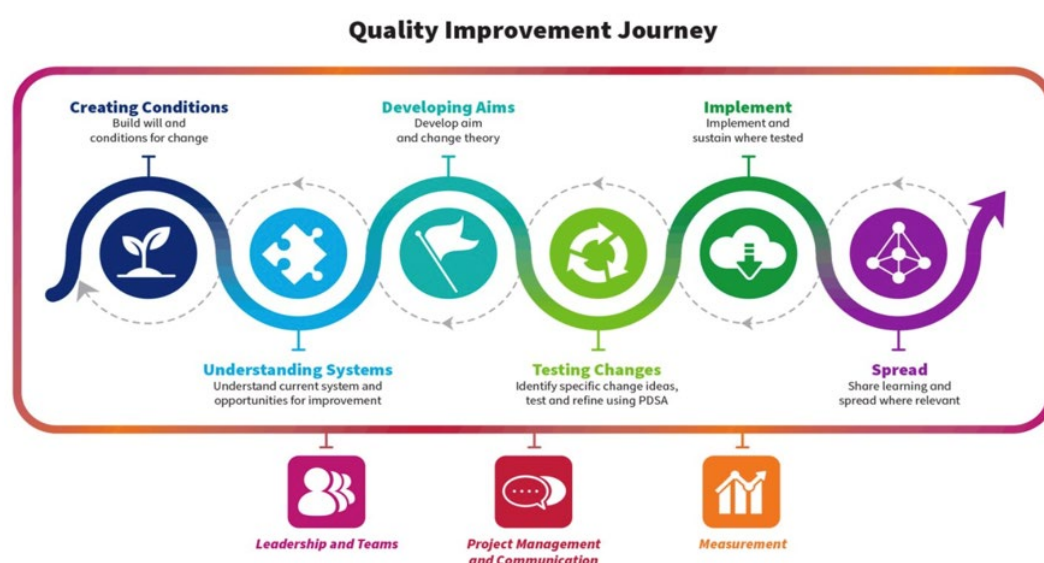 Quality Improvement Journey
Creating Conditions
Build will and
conditions for change
Developing Aims
Develop aim
and change theory
Implement
Implement and
sustain where tested
Understanding Systems
Understand current system and
opportunities for improvement
Testing Changes
Identify specific change ideas,
test and refine using PDSA
Spread
Share learning and
spread where relevant
Leadership and Teams
Project Management
and Communication
Measurement